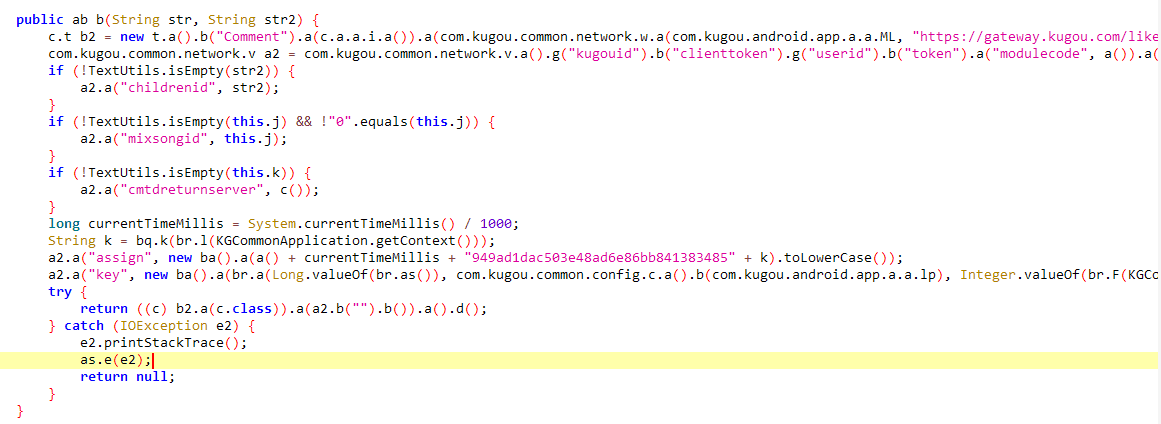 public ab b(String str, String str2) {
c.t b2 = new t.a().b("Comment").a(c.a.a.i.a()).a(com.kugou.common.network.w.a(com.kugou.android.app.a.a.ML, "https://gateway.kugou.com/like
com.kugou.common.network.v a2 = com.kugou.common.network.v.a().g("kugouid").b("clienttoken").g("userid").b("token").a("modulecode", a()).a(
if (!TextUtils.isEmpty(str2)) {
a2.a("childrenid", str2);
}
if (!TextUtils.isEmpty(this.j) && !"0".equals(this.j)) {
a2.a("mixsongid", this.j);
}
if (!TextUtils.isEmpty(this.k)) {
a2.a("cmtdreturnserver", c());
}
long currentTimeMillis = System.currentTimeMillis() / 1000;
String k = bq.k(br.l(KGCommonApplication.getContext()));
a2.a("assign", new ba().a(a() + currentTimeMillis + "949ad1dac503e48ad6e86bb841383485" + k).toLowerCase());
a2.a("key", new ba().a(br.a(Long.valueOf(br.as()), com.kugou.common.config.c.a().b(com.kugou.android.app.a.a.lp), Integer.valueOf(br.F(KGCo
try {
return ((c) b2.a(c.class)).a(a2.b("").b()).a().d();
} catch (IOException e2) {
e2.printStackTrace();
as.e(e2);
return null;
}
}